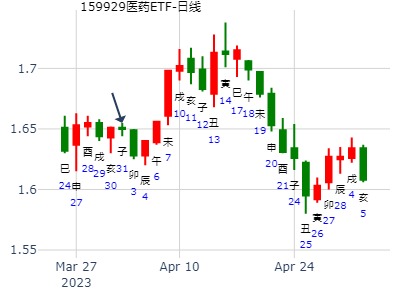 159929医药ETF-日线
1.7
1.65
1.6
1.55
巳
24
申
27
酉
28
戌
29
亥
30
子
31
卯
3
辰
4
午
6
未
7
戌
10
亥
11
子
12
丑
13
寅
14
巳
17
午
18
未
19
申
20
酉
21
子
24
丑
25
寅
26
卯
27
辰
28
戌
4
亥
5
Mar 27
2023
Apr 10
Apr 24